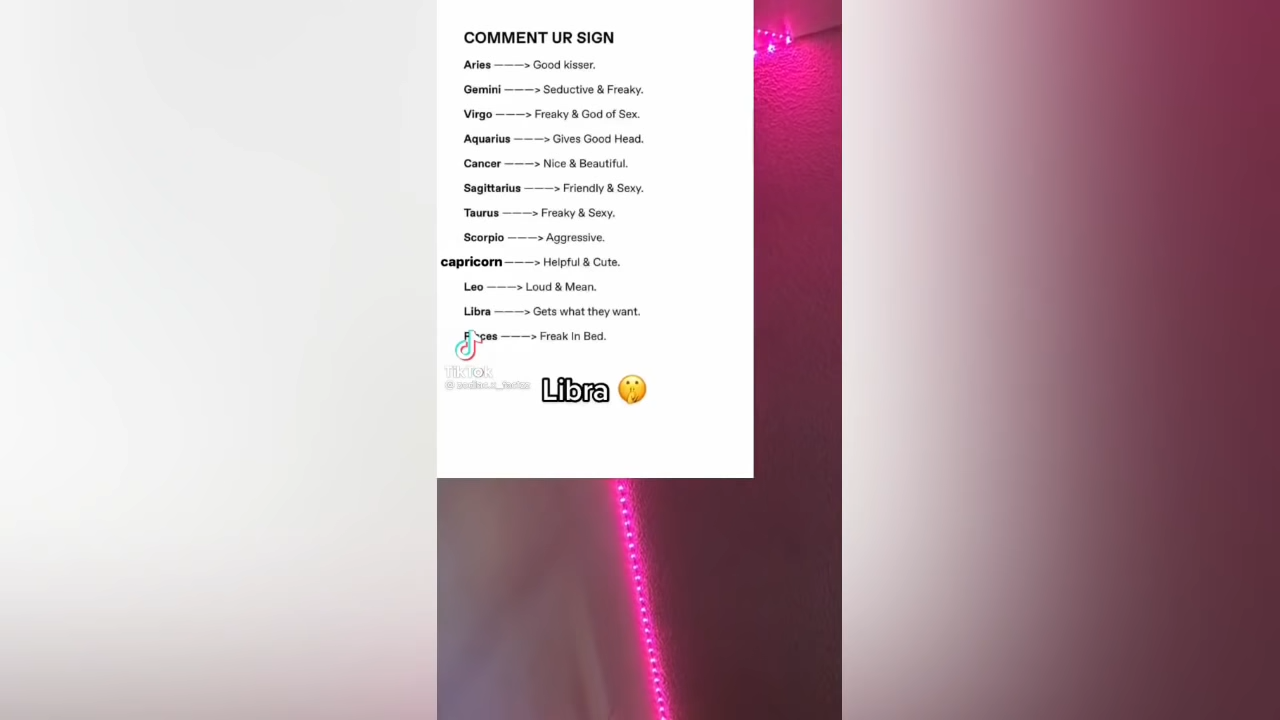 COMMENT UR SIGN
Aries ———> Good kisser.
Gemini ———> Seductive & Freaky.
Virgo ———> Freaky & God of Sex.
Aquarius ———> Gives Good Head.
Cancer ———> Nice & Beautiful.
Sagittarius ———> Friendly & Sexy.
Taurus ———> Freaky & Sexy.
Scorpio ———> Aggressive.
capricorn ———> Helpful & Cute.
Leo ———> Loud & Mean.
Libra ———> Gets what they want.
———> Freak In Bed.
TikTok
Libra 🤫